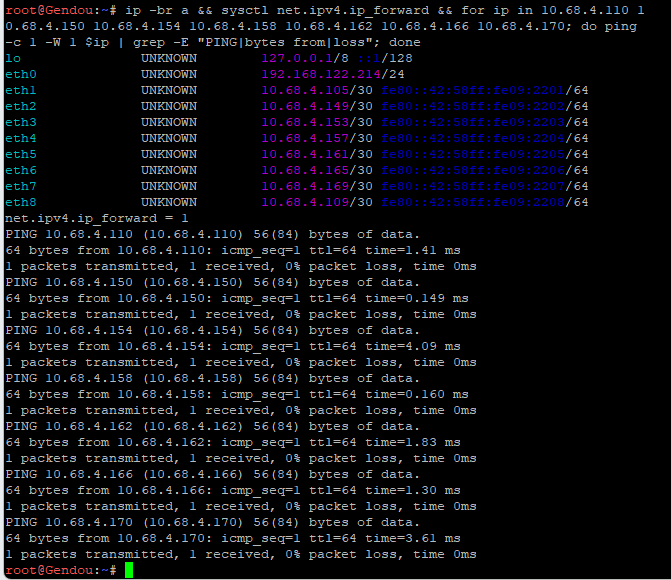 root@Gendou:~# ip -br a && sysctl net.ipv4.ip_forward && for ip in 10.68.4.110 1
0.68.4.150 10.68.4.154 10.68.4.158 10.68.4.162 10.68.4.166 10.68.4.170; do ping
-c 1 -W 1 $ip | grep -E "PING|bytes from|loss"; done
lo UNKNOWN 127.0.0.1/8 ::1/128
eth0 UNKNOWN 192.168.122.214/24
eth1 UNKNOWN 10.68.4.105/30 fe80::42:58ff:fe69:2201/64
eth2 UNKNOWN 10.68.4.149/30 fe80::42:58ff:fe69:2202/64
eth3 UNKNOWN 10.68.4.153/30 fe80::42:58ff:fe69:2203/64
eth4 UNKNOWN 10.68.4.157/30 fe80::42:58ff:fe69:2204/64
eth5 UNKNOWN 10.68.4.161/30 fe80::42:58ff:fe69:2205/64
eth6 UNKNOWN 10.68.4.165/30 fe80::42:58ff:fe69:2206/64
eth7 UNKNOWN 10.68.4.169/30 fe80::42:58ff:fe69:2207/64
eth8 UNKNOWN 10.68.4.109/30 fe80::42:58ff:fe69:2208/64
net.ipv4.ip_forward = 1
PING 10.68.4.110 (10.68.4.110) 56(84) bytes of data.
64 bytes from 10.68.4.110: icmp_seq=1 ttl=64 time=1.41 ms
1 packets transmitted, 1 received, 0% packet loss, time 0ms
PING 10.68.4.150 (10.68.4.150) 56(84) bytes of data.
64 bytes from 10.68.4.150: icmp_seq=1 ttl=64 time=0.149 ms
1 packets transmitted, 1 received, 0% packet loss, time 0ms
PING 10.68.4.154 (10.68.4.154) 56(84) bytes of data.
64 bytes from 10.68.4.154: icmp_seq=1 ttl=64 time=4.09 ms
1 packets transmitted, 1 received, 0% packet loss, time 0ms
PING 10.68.4.158 (10.68.4.158) 56(84) bytes of data.
64 bytes from 10.68.4.158: icmp_seq=1 ttl=64 time=0.160 ms
1 packets transmitted, 1 received, 0% packet loss, time 0ms
PING 10.68.4.162 (10.68.4.162) 56(84) bytes of data.
64 bytes from 10.68.4.162: icmp_seq=1 ttl=64 time=1.83 ms
1 packets transmitted, 1 received, 0% packet loss, time 0ms
PING 10.68.4.166 (10.68.4.166) 56(84) bytes of data.
64 bytes from 10.68.4.166: icmp_seq=1 ttl=64 time=1.30 ms
1 packets transmitted, 1 received, 0% packet loss, time 0ms
PING 10.68.4.170 (10.68.4.170) 56(84) bytes of data.
64 bytes from 10.68.4.170: icmp_seq=1 ttl=64 time=3.61 ms
1 packets transmitted, 1 received, 0% packet loss, time 0ms
root@Gendou:~#